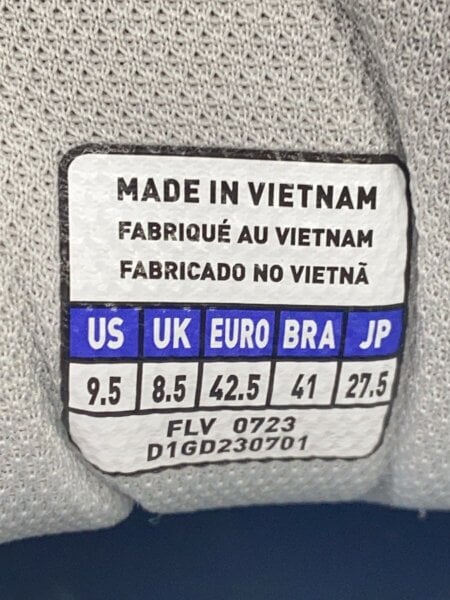 MADE IN VIETNAM
FABRIQUÉ AU VIETNAM
FABRICADO NO VIETNÃ
US UK EURO BRA JP
9.5 8.5 42.5 41 27.5
FLV 0723
D1GD230701